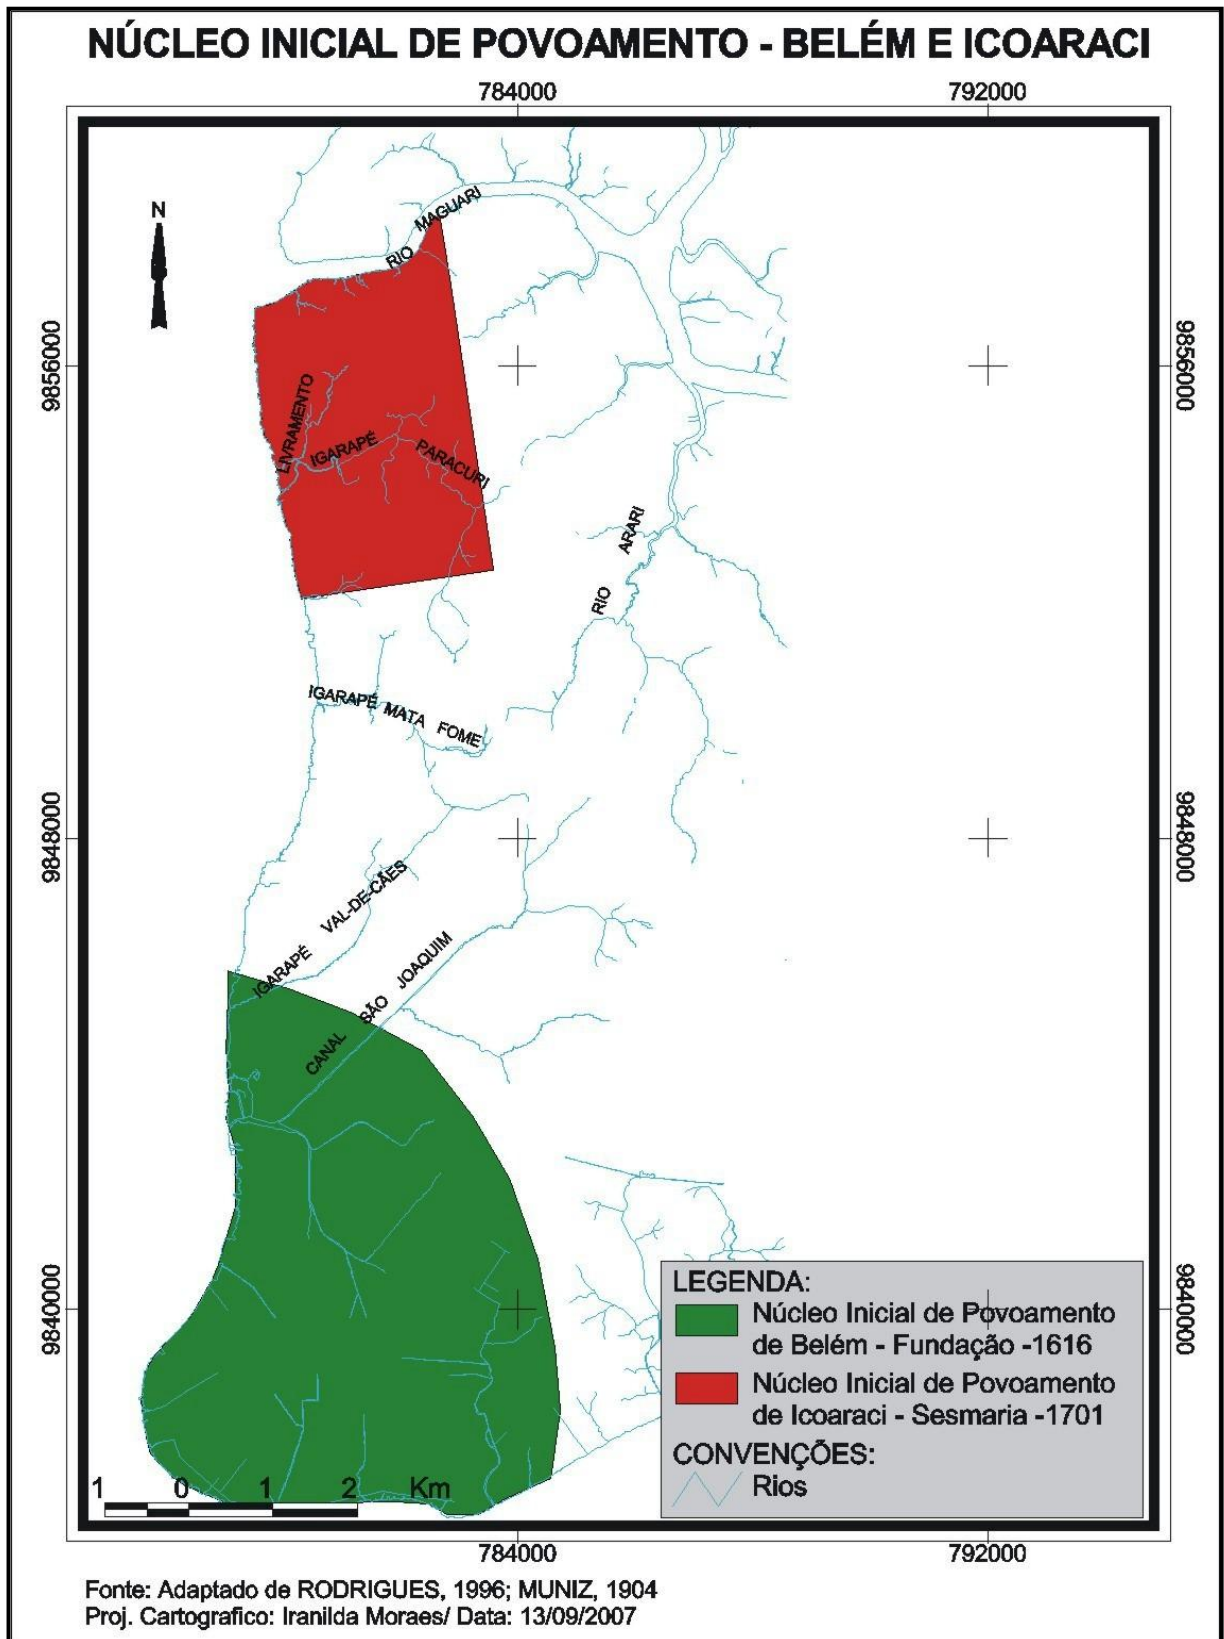 NÚCLEO INICIAL DE POVOAMENTO - BELÉM E ICOARACI
784000
792000
N
RIO MAGUARI
9856000
9856000
LIVRAMENTO
IGARAPÉ PARACURI
RIO ARARI
IGARAPÉ MATA FOME
9848000
9848000
IGARAPÉ VAL-DE-CÃES
CANAL SÃO JOAQUIM
9840000
9840000
LEGENDA:
Núcleo Inicial de Povoamento
de Belém - Fundação -1616
Núcleo Inicial de Povoamento
de Icoaraci - Sesmaria -1701
CONVENÇÕES:
Rios
1 0 1 2 Km
784000
792000
Fonte: Adaptado de RODRIGUES, 1996; MUNIZ, 1904
Proj. Cartografico: Iranilda Moraes/ Data: 13/09/2007